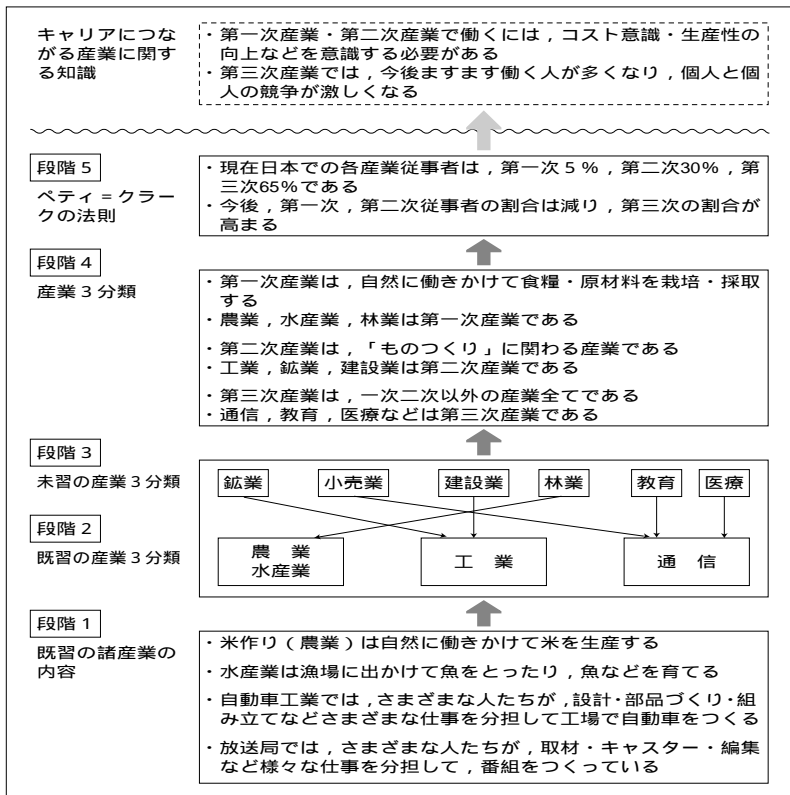 キャリアにつな
がる産業に関す
る知識
・第一次産業・第二次産業で働くには，コスト意識・生産性の
向上などを意識する必要がある
・第三次産業では，今後ますます働く人が多くなり，個人と個
人の競争が激しくなる
段階５
ペティ＝クラー
クの法則
・現在日本での各産業従事者は，第一次５％，第二次30％，第
三次65％である
・今後，第一次，第二次従事者の割合は減り，第三次の割合が
高まる
段階４
産業３分類
・第一次産業は，自然に働きかけて食糧・原材料を栽培・採取
する
・農業，水産業，林業は第一次産業である
・第二次産業は，「ものつくり」に関わる産業である
・工業，鉱業，建設業は第二次産業である
・第三次産業は，一次二次以外の産業全てである
・通信，教育，医療などは第三次産業である
段階３
未習の産業３分類
鉱業 小売業 建設業 林業 教育 医療
段階２
既習の産業３分類
農　業
水産業
工　業
通　信
段階１
既習の諸産業の
内容
・米作り（農業）は自然に働きかけて米を生産する
・水産業は漁場に出かけて魚をとったり，魚などを育てる
・自動車工業では，さまざまな人たちが，設計・部品づくり・組
み立てなどさまざまな仕事を分担して工場で自動車をつくる
・放送局では，さまざまな人たちが，取材・キャスター・編集
など様々な仕事を分担して，番組をつくっている